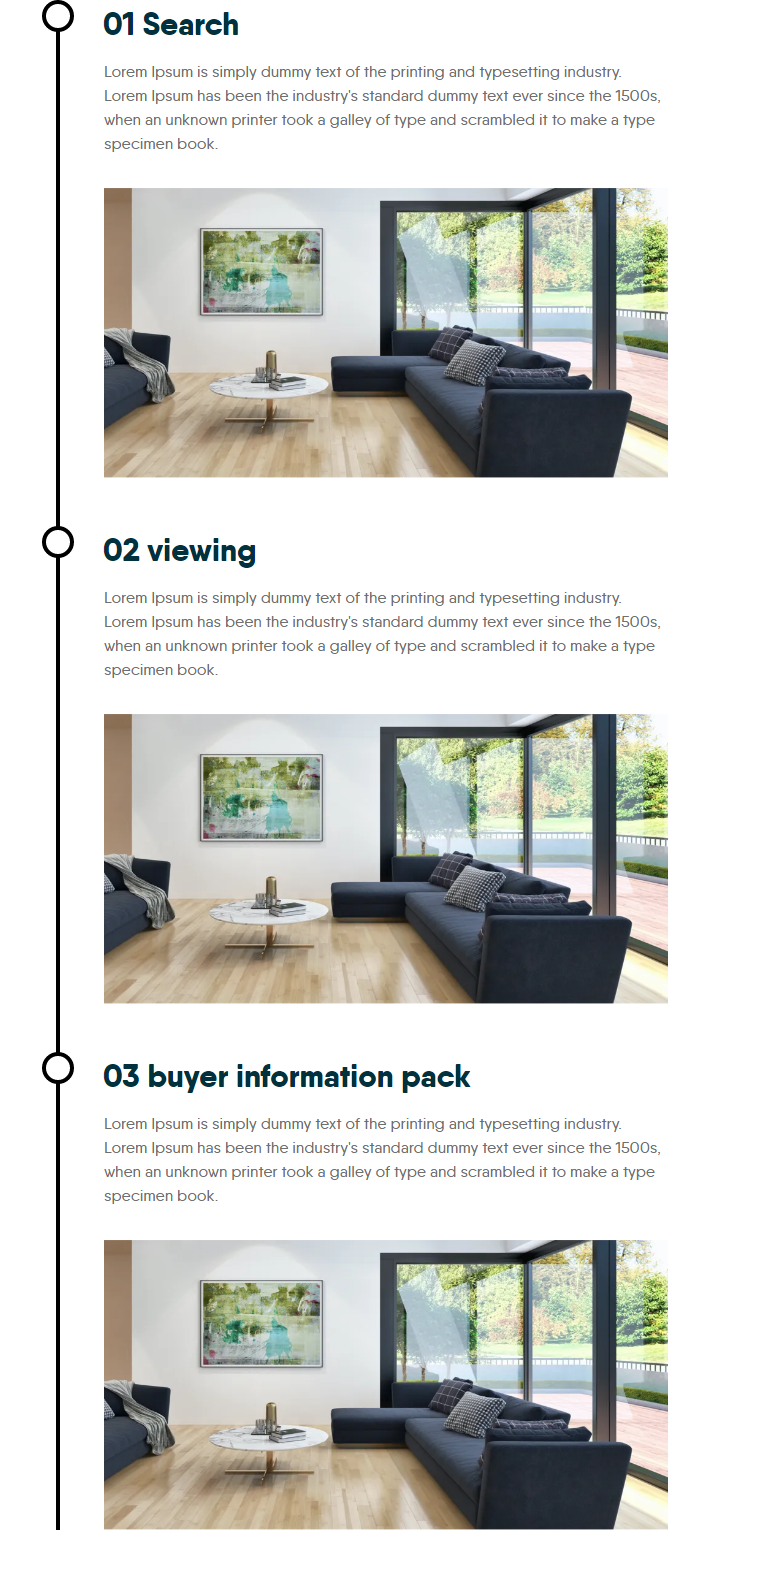 01 Search
Lorem Ipsum is simply dummy text of the printing and typesetting industry.
Lorem Ipsum has been the industry's standard dummy text ever since the 1500s,
when an unknown printer took a galley of type and scrambled it to make a type
specimen book.
02 viewing
Lorem Ipsum is simply dummy text of the printing and typesetting industry.
Lorem Ipsum has been the industry's standard dummy text ever since the 1500s,
when an unknown printer took a galley of type and scrambled it to make a type
specimen book.
03 buyer information pack
Lorem Ipsum is simply dummy text of the printing and typesetting industry.
Lorem Ipsum has been the industry's standard dummy text ever since the 1500s,
when an unknown printer took a galley of type and scrambled it to make a type
specimen book.